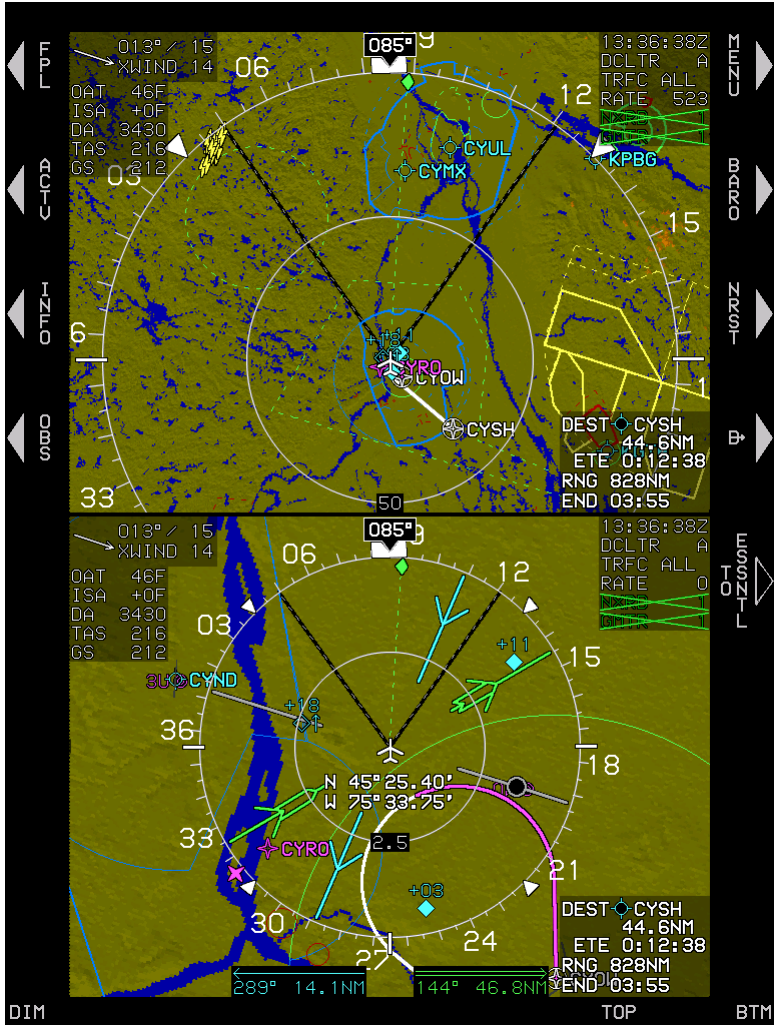 FPL
ACTV
INFO
OBS
MENU
BARO
NRST
D
013°/ 15
XWIND 14
OAT 46F
ISA +0F
DA 3430
TAS 216
GS 212
085°
9
13:36:38Z
DCLTR A
TRFC ALL
RATE 523
06
12
03
15
6
1
33
CYUL
CYMX
KPBG
+11
+18
CYRO
CYOW
CYSH
50
DEST CYSH
44.6NM
ETE 0:12:38
RNG 828NM
END 03:55
013°/ 15
XWIND 14
OAT 46F
ISA +0F
DA 3430
TAS 216
GS 212
085°
9
13:36:38Z
DCLTR A
TRFC ALL
RATE 0
ESSNTL
TO
06
12
03
15
+11
CYND
+18
36
18
N 45°25.40'
W 75°33.75'
2.5
33
CYRO
21
+03
30
24
27
DEST CYSH
44.6NM
ETE 0:12:38
RNG 828NM
END 03:55
289° 14.1NM
144° 46.8NM
DIM
TOP
BTM